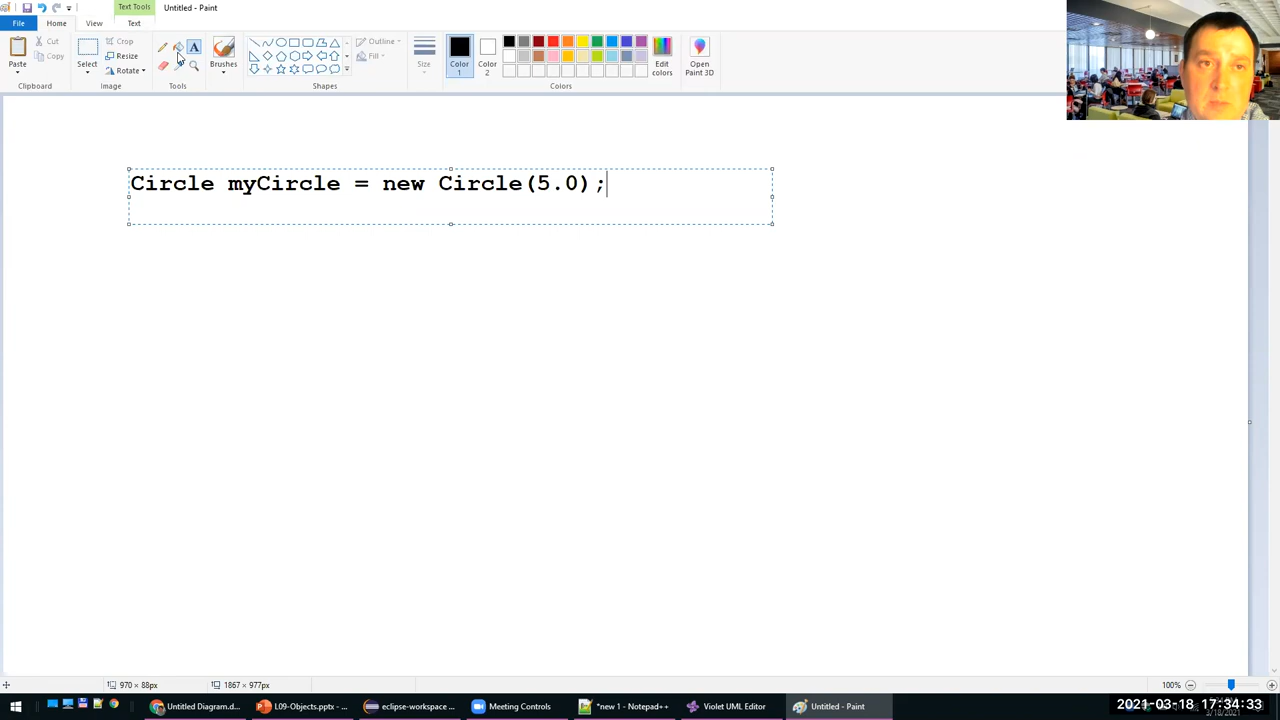 Text Tools
Untitled - Paint
File
Home
View
Text
Paste
Cut
Copy
Clipboard
Select
Crop
Resize
Rotate
Image
Tools
Brushes
Outline
Fill
Shapes
Size
Color 1
Color 2
Edit colors
Open Paint 3D
Colors
Circle myCircle = new Circle(5.0);
970 × 88px
1867 × 977px
100%
Untitled Diagram.d...
L09-Objects.pptx - ...
eclipse-workspace ...
Meeting Controls
*new 1 - Notepad++
Violet UML Editor
Untitled - Paint
2021-03-18 17:34:33
3/18/2021